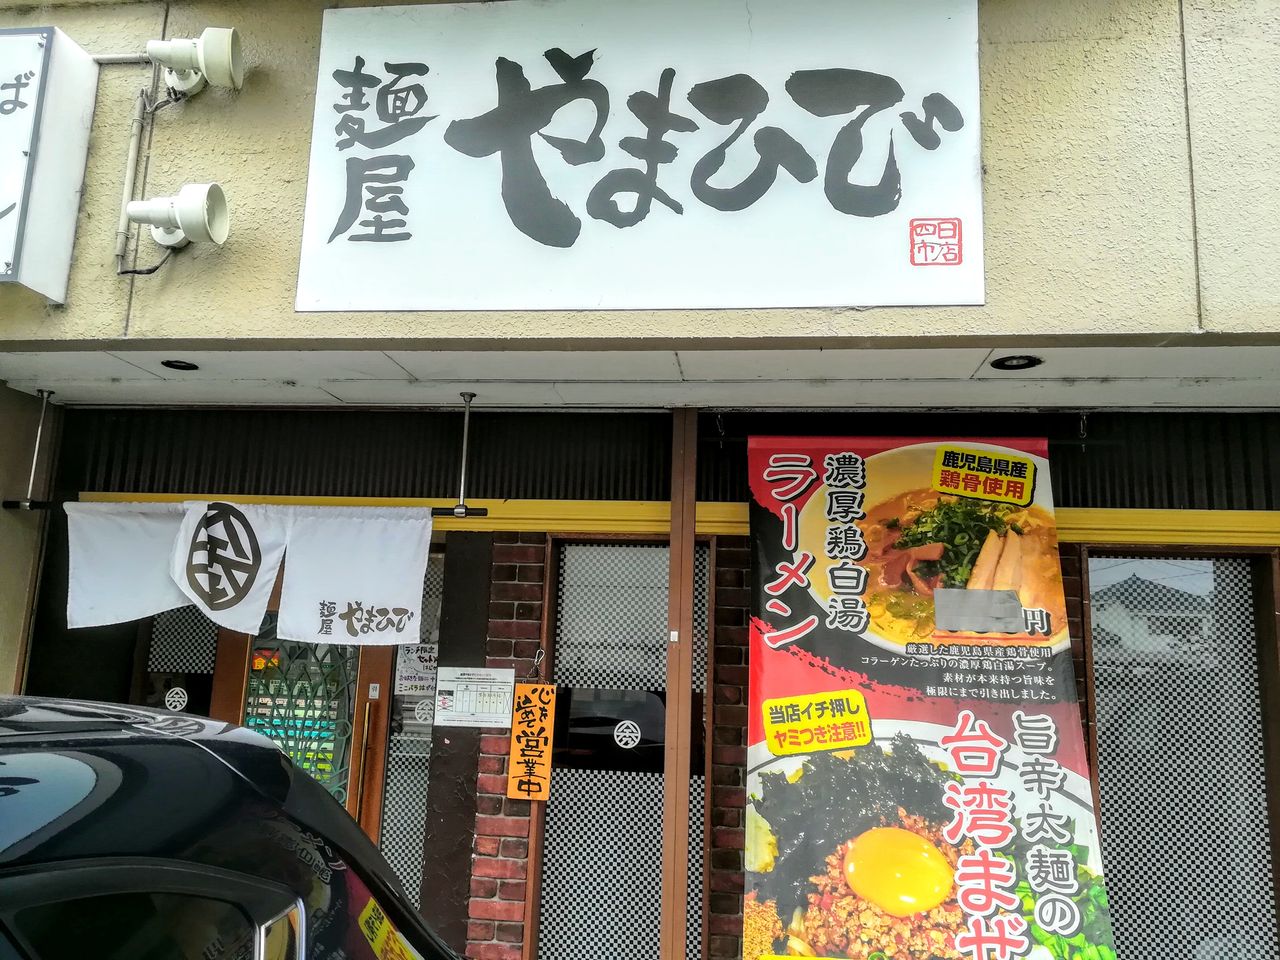 麺屋
やまひで
四日市店
ば
麺屋
やまひで
営業中
鹿児島県産
鶏骨使用
濃厚鶏白湯
ラーメン
円
厳選した鹿児島県産鶏骨使用
コラーゲンたっぷりの濃厚鶏白湯スープ。
素材が本来持つ旨味を
極限にまで引き出しました。
当店イチ押し
ヤミつき注意!!
旨辛太麺の
台湾まぜ